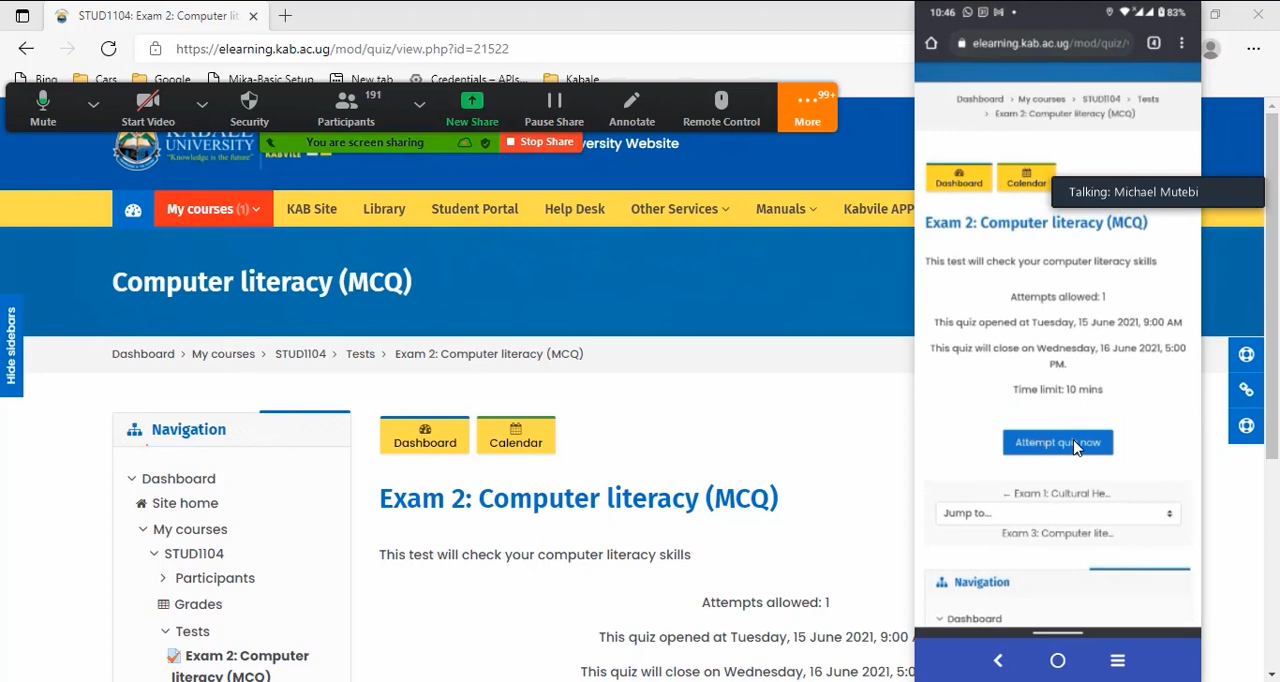 STUD1104: Exam 2: Computer lit
https://elearning.kab.ac.ug/mod/quiz/view.php?id=21522
Bing
Cars
Google
Mika-Basic Setup
New tab
Credentials – APIs...
Kabale
Mute
Start Video
Security
191
Participants
New Share
Pause Share
Annotate
Remote Control
99+
More
You are screen sharing
Stop Share
KABALE
UNIVERSITY
"Knowledge is the future"
KABVILE
versity Website
My courses (1)
KAB Site
Library
Student Portal
Help Desk
Other Services
Manuals
Kabvile APP
Computer literacy (MCQ)
Dashboard > My courses > STUD1104 > Tests > Exam 2: Computer literacy (MCQ)
Hide sidebars
Navigation
Dashboard
Site home
My courses
STUD1104
Participants
Grades
Tests
Exam 2: Computer
literacy (MCQ)
Dashboard
Calendar
Exam 2: Computer literacy (MCQ)
This test will check your computer literacy skills
Attempts allowed: 1
This quiz opened at Tuesday, 15 June 2021, 9:00 A
This quiz will close on Wednesday, 16 June 2021, 5:0
10:46
83%
elearning.kab.ac.ug/mod/quiz/
4
Dashboard > My courses > STUD1104 > Tests
> Exam 2: Computer literacy (MCQ)
Dashboard
Calendar
Talking: Michael Mutebi
Exam 2: Computer literacy (MCQ)
This test will check your computer literacy skills
Attempts allowed: 1
This quiz opened at Tuesday, 15 June 2021, 9:00 AM
This quiz will close on Wednesday, 16 June 2021, 5:00
PM.
Time limit: 10 mins
Attempt quiz now
← Exam 1: Cultural He...
Jump to...
Exam 3: Computer lite...
Navigation
Dashboard